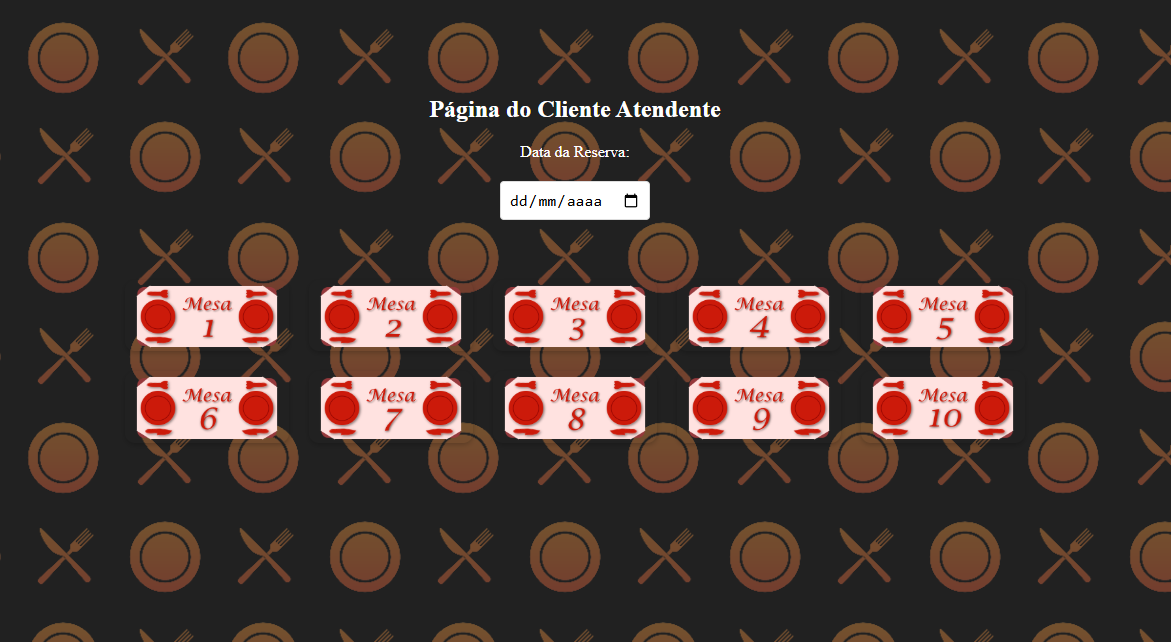 Página do Cliente Atendente
Data da Reserva:
dd/mm/aaaa
Mesa
1
Mesa
2
Mesa
3
Mesa
4
Mesa
5
Mesa
6
Mesa
7
Mesa
8
Mesa
9
Mesa
10